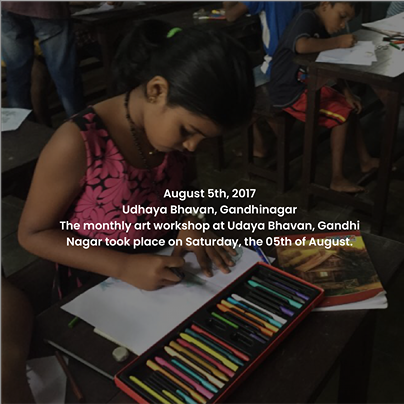 August 5th, 2017
Udhaya Bhavan, Gandhinagar
The monthly art workshop at Udaya Bhavan, Gandhi
Nagar took place on Saturday, the 05th of August.